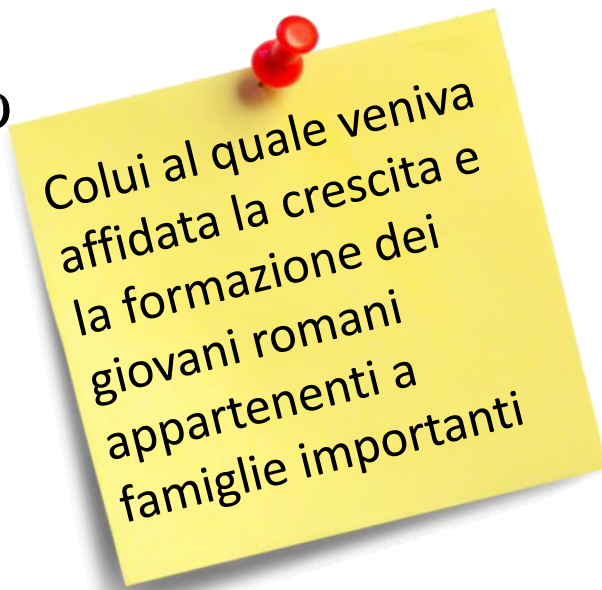 o
Colui al quale veniva
affidata la crescita e
la formazione dei
giovani romani
appartenenti a
famiglie importanti